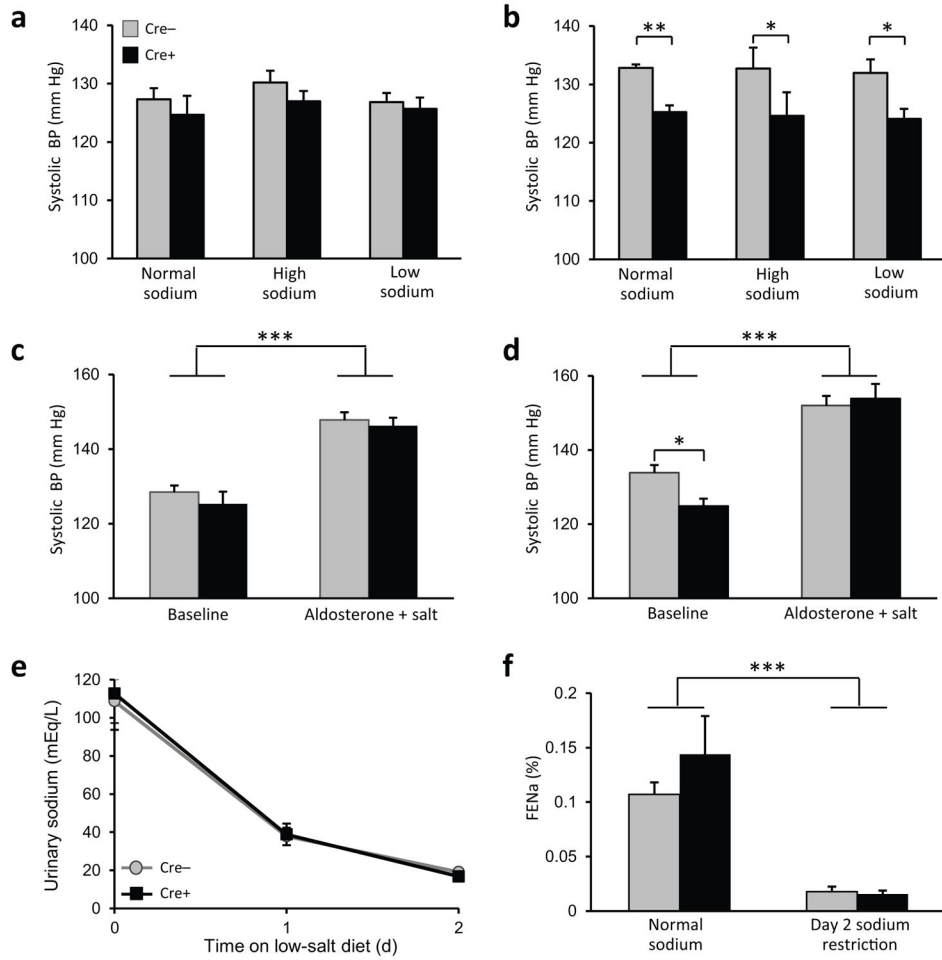 a
Systolic BP (mm Hg)
140
130
120
110
100
Cre–
Cre+
Normal
sodium
High
sodium
Low
sodium
b
Systolic BP (mm Hg)
140
130
120
110
100
**
*
*
Normal
sodium
High
sodium
Low
sodium
c
Systolic BP (mm Hg)
160
140
120
100
***
Baseline
Aldosterone + salt
d
Systolic BP (mm Hg)
160
140
120
100
***
*
Baseline
Aldosterone + salt
e
Urinary sodium (mEq/L)
120
100
80
60
40
20
0
Cre–
Cre+
0
1
2
Time on low-salt diet (d)
f
FENa (%)
0.2
0.15
0.1
0.05
0
***
Normal
sodium
Day 2 sodium
restriction